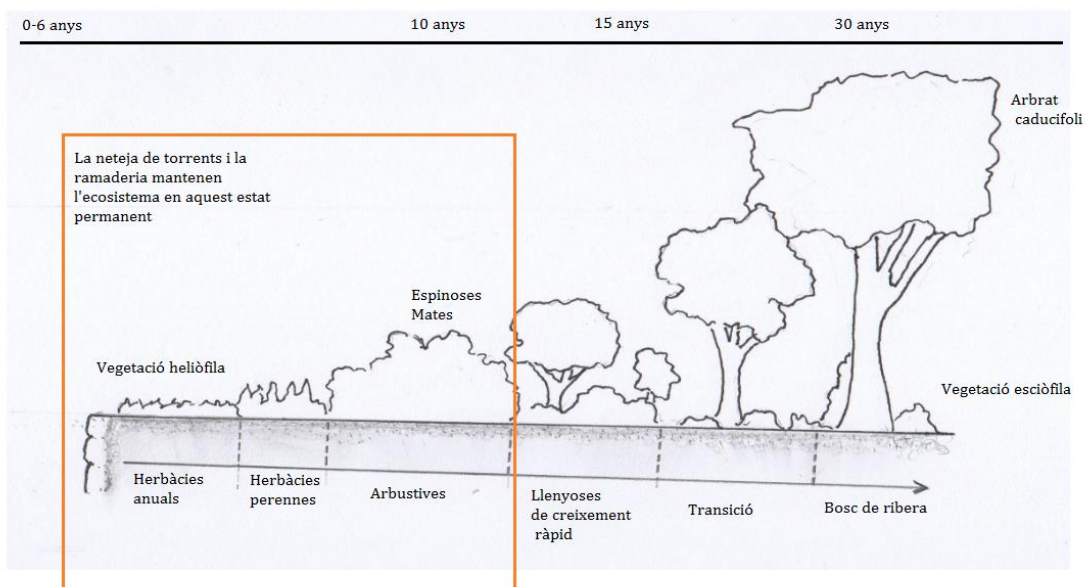 0-6 anys
10 anys
15 anys
30 anys
Arbrat
caducifoli
La neteja de torrents i la
ramaderia mantenen
l'ecosistema en aquest estat
permanent
Espinoses
Mates
Vegetació heliòfila
Vegetació esciòfila
Herbàcies
anuals
Herbàcies
perennes
Arbustives
Llenyoses
de creixement
ràpid
Transició
Bosc de ribera